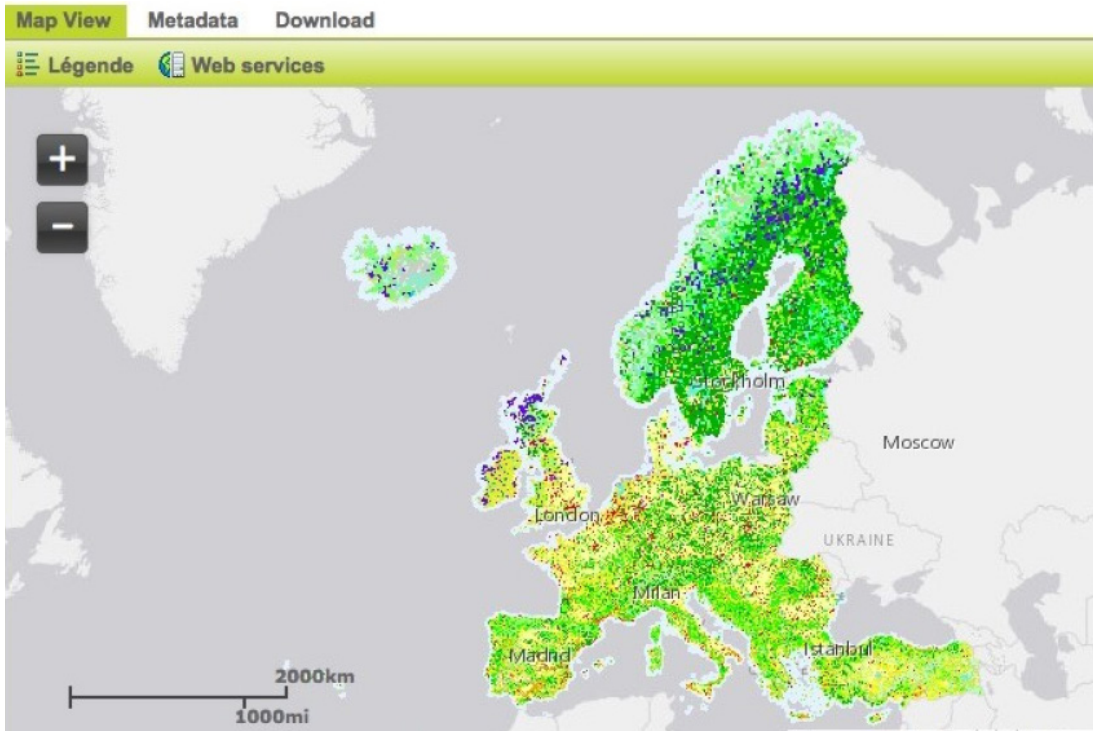 Map View Metadata Download
Légende Web services
+
−
Stockholm
Moscow
Warsaw
London
UKRAINE
Milan
Istanbul
Madrid
2000km
1000mi